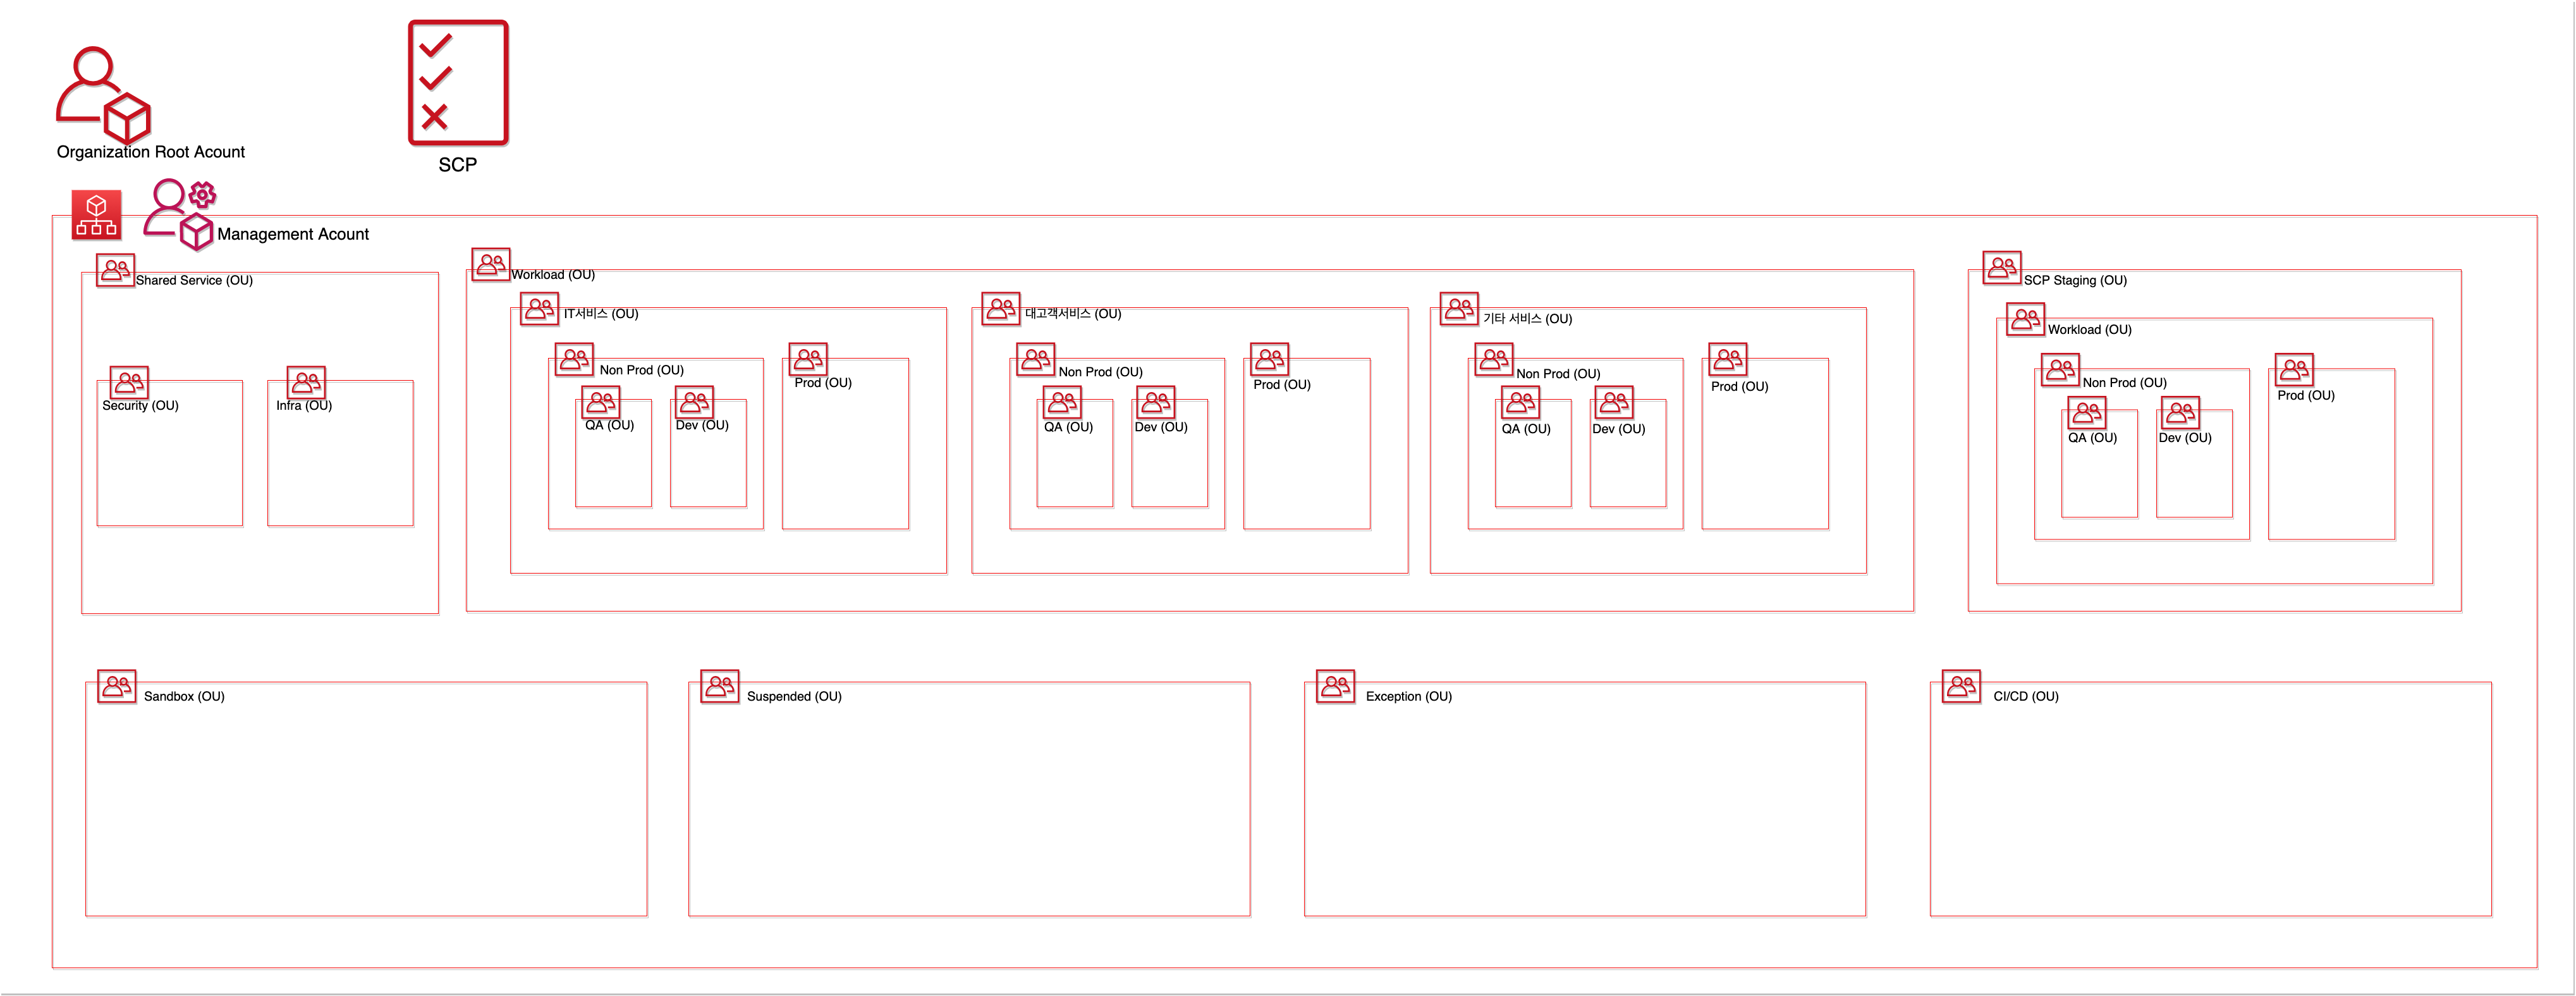 Organization Root Acount
SCP
Management Acount
Shared Service (OU)
Security (OU)
Infra (OU)
Workload (OU)
IT서비스 (OU)
Non Prod (OU)
QA (OU)
Dev (OU)
Prod (OU)
대고객서비스 (OU)
Non Prod (OU)
QA (OU)
Dev (OU)
Prod (OU)
기타 서비스 (OU)
Non Prod (OU)
QA (OU)
Dev (OU)
Prod (OU)
SCP Staging (OU)
Workload (OU)
Non Prod (OU)
QA (OU)
Dev (OU)
Prod (OU)
Sandbox (OU)
Suspended (OU)
Exception (OU)
CI/CD (OU)